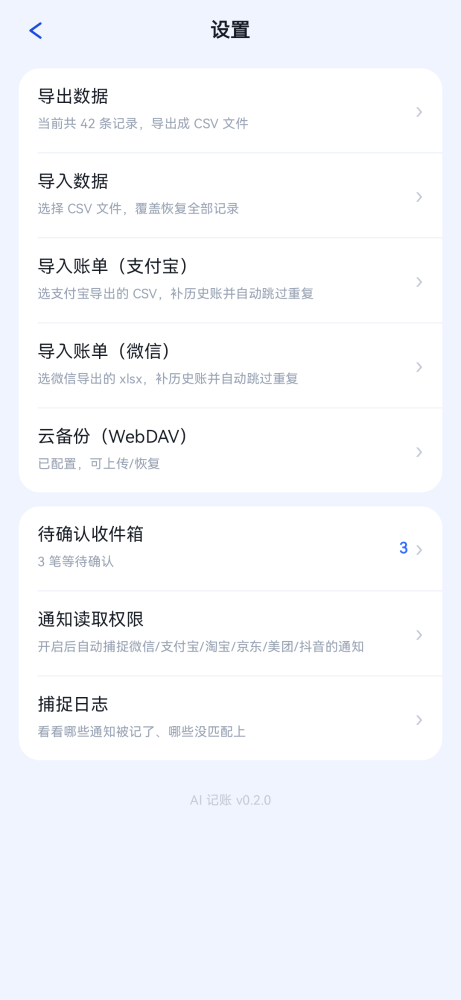 设置
导出数据
当前共 42 条记录，导出成 CSV 文件
导入数据
选择 CSV 文件，覆盖恢复全部记录
导入账单（支付宝）
选支付宝导出的 CSV，补历史账并自动跳过重复
导入账单（微信）
选微信导出的 xlsx，补历史账并自动跳过重复
云备份（WebDAV）
已配置，可上传/恢复
待确认收件箱
3
3 笔等待确认
通知读取权限
开启后自动捕捉微信/支付宝/淘宝/京东/美团/抖音的通知
捕捉日志
看看哪些通知被记了、哪些没匹配上
AI 记账 v0.2.0